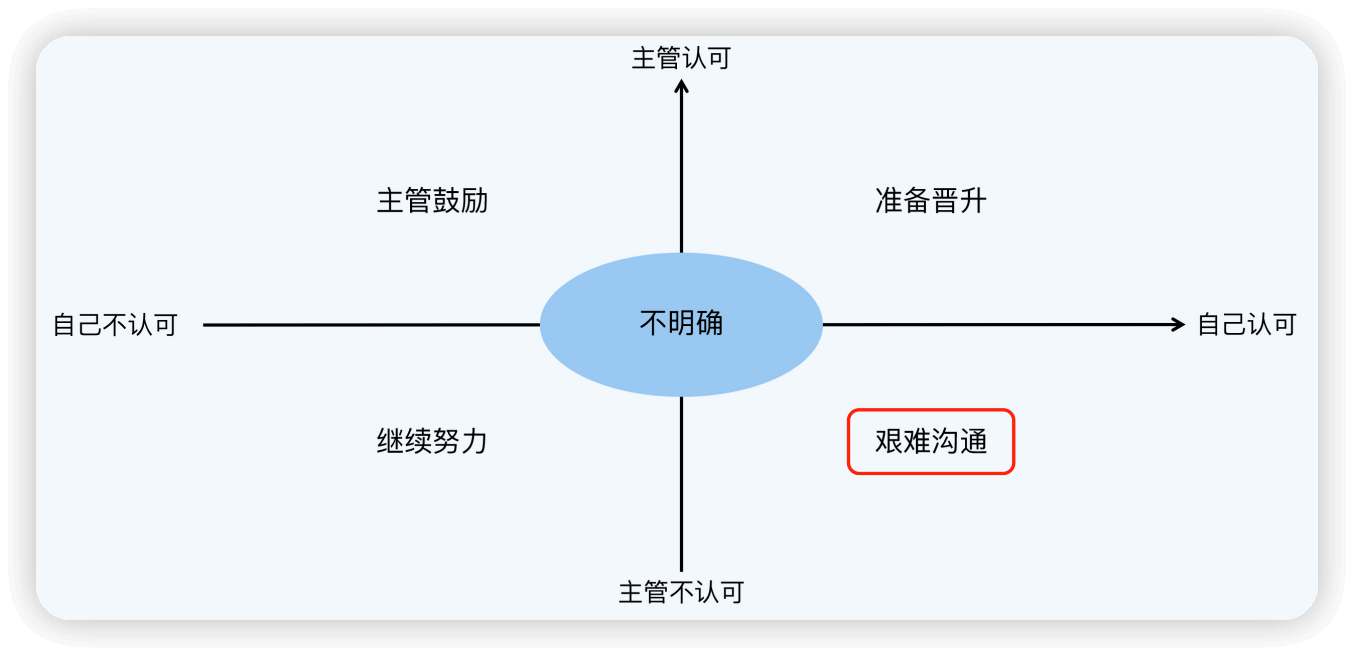 主管认可
主管鼓励
准备晋升
自己不认可
不明确
自己认可
继续努力
艰难沟通
主管不认可